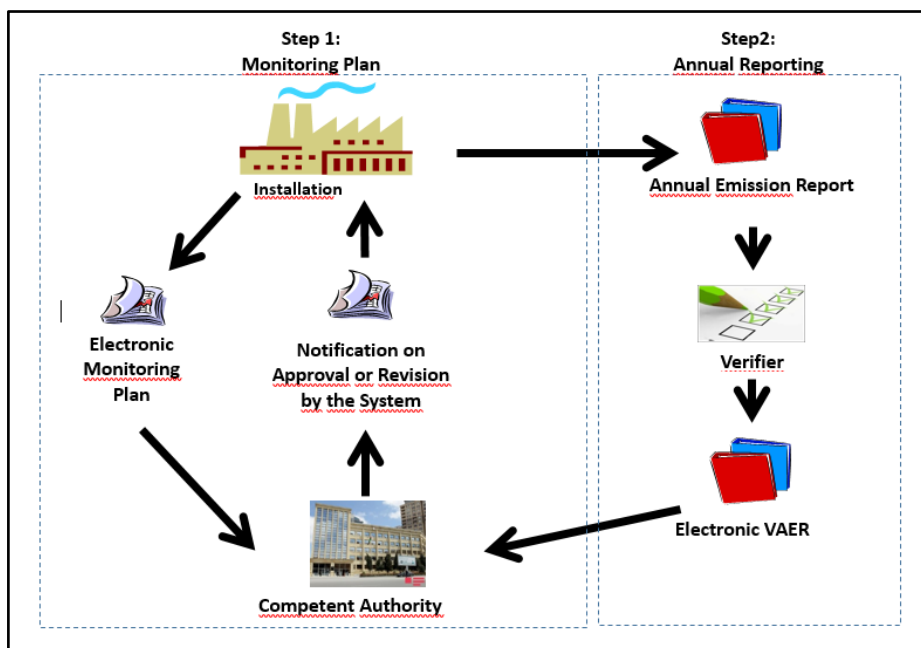 Step 1:
Monitoring Plan
Installation
Electronic
Monitoring
Plan
Notification on
Approval or Revision
by the System
Competent Authority
Step2:
Annual Reporting
Annual Emission Report
Verifier
Electronic VAER